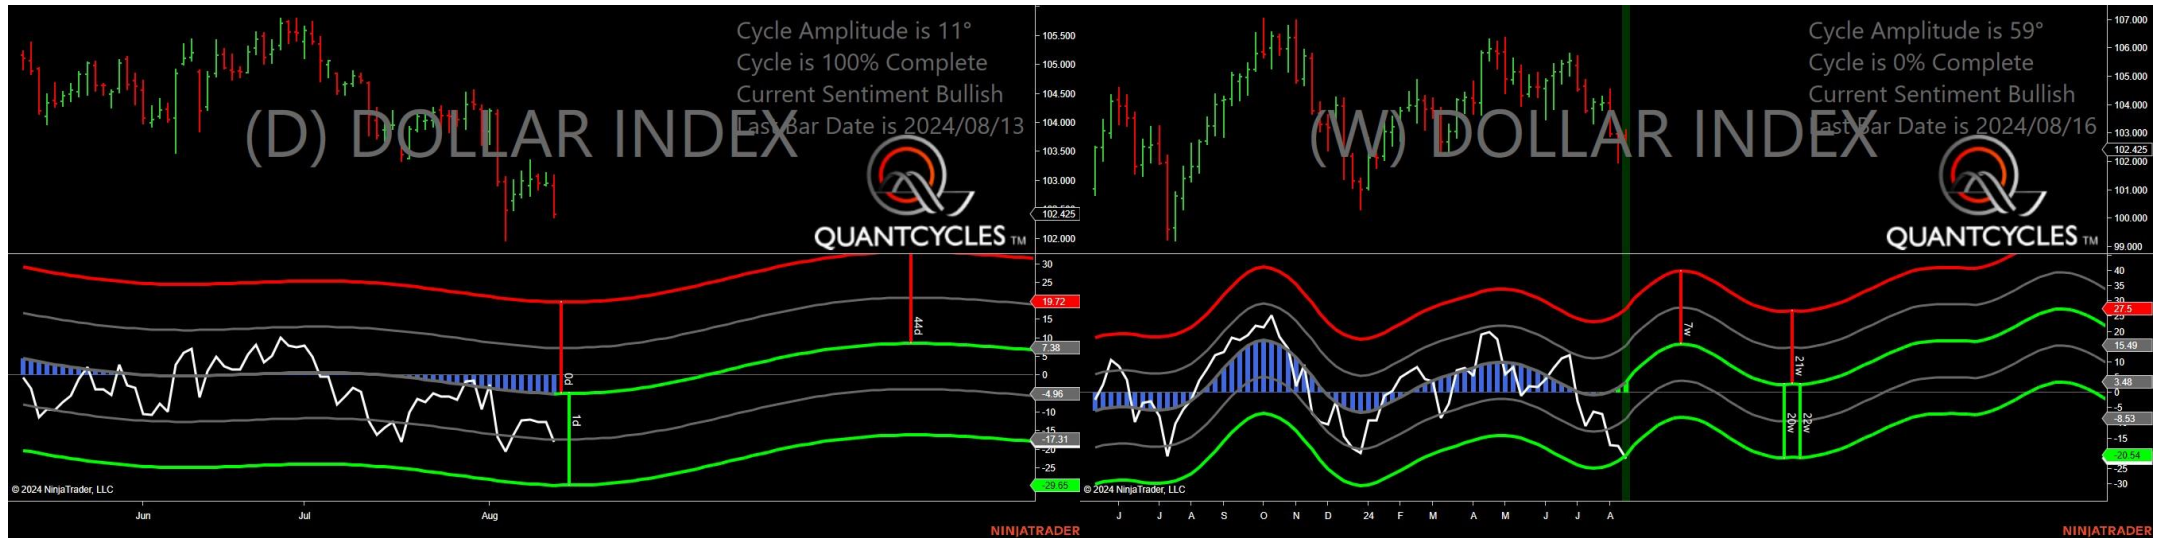 Cycle Amplitude is 11°
Cycle is 100% Complete
Current Sentiment Bullish
Last Bar Date is 2024/08/13
(D) DOLLAR INDEX
QUANTCYCLES TM
105.500
105.000
104.500
104.000
103.500
103.000
102.425
102.000
30
25
19.72
15
10
7.38
5
0
-4.96
-10
-15
-17.31
-20
-25
-29.65
0d
1d
44d
© 2024 NinjaTrader, LLC
Jun
Jul
Aug
NINJATRADER
Cycle Amplitude is 59°
Cycle is 0% Complete
Current Sentiment Bullish
Last Bar Date is 2024/08/16
(W) DOLLAR INDEX
QUANTCYCLES TM
107.000
106.000
105.000
104.000
103.000
102.425
102.000
101.000
100.000
99.000
40
35
30
27.5
25
20
15.49
10
5
3.48
0
-5
-8.53
-15
-20.54
-25
-30
7w
21w
20w
22w
© 2024 NinjaTrader, LLC
J J A S O N D 24 F M A M J J A
NINJATRADER